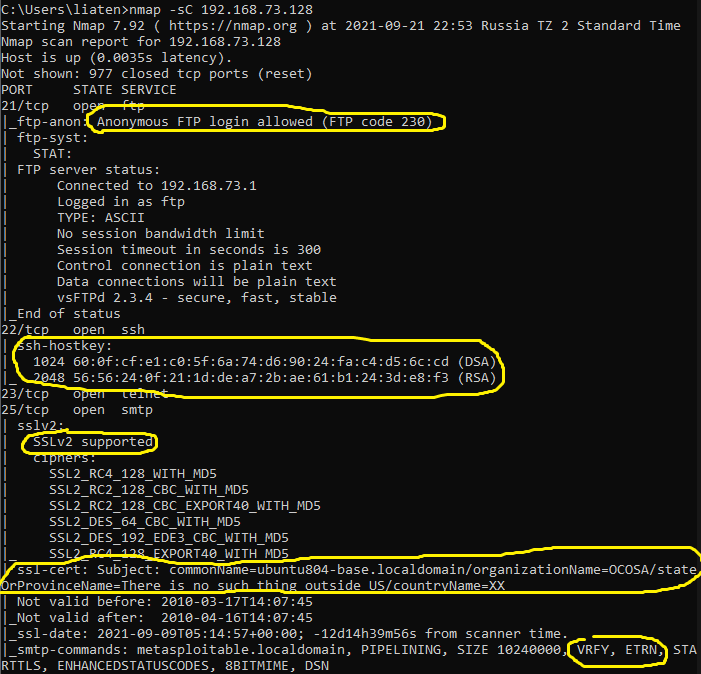 C:\Users\liaten>nmap -sC 192.168.73.128
Starting Nmap 7.92 ( https://nmap.org ) at 2021-09-21 22:53 Russia TZ 2 Standard Time
Nmap scan report for 192.168.73.128
Host is up (0.0035s latency).
Not shown: 977 closed tcp ports (reset)
PORT     STATE SERVICE
21/tcp   open  ftp
|_ftp-anon: Anonymous FTP login allowed (FTP code 230)
| ftp-syst:
|   STAT:
| FTP server status:
|      Connected to 192.168.73.1
|      Logged in as ftp
|      TYPE: ASCII
|      No session bandwidth limit
|      Session timeout in seconds is 300
|      Control connection is plain text
|      Data connections will be plain text
|      vsFTPd 2.3.4 - secure, fast, stable
|_End of status
22/tcp   open  ssh
| ssh-hostkey:
|   1024 60:0f:cf:e1:c0:5f:6a:74:d6:90:24:fa:c4:d5:6c:cd (DSA)
|_  2048 56:56:24:0f:21:1d:de:a7:2b:ae:61:b1:24:3d:e8:f3 (RSA)
23/tcp   open  telnet
25/tcp   open  smtp
| sslv2:
|   SSLv2 supported
|   ciphers:
|     SSL2_RC4_128_WITH_MD5
|     SSL2_RC2_128_CBC_WITH_MD5
|     SSL2_RC2_128_CBC_EXPORT40_WITH_MD5
|     SSL2_DES_64_CBC_WITH_MD5
|     SSL2_DES_192_EDE3_CBC_WITH_MD5
|_    SSL2_RC4_128_EXPORT40_WITH_MD5
| ssl-cert: Subject: commonName=ubuntu804-base.localdomain/organizationName=OCOSA/state
OrProvinceName=There is no such thing outside US/countryName=XX
| Not valid before: 2010-03-17T14:07:45
|_Not valid after:  2010-04-16T14:07:45
|_ssl-date: 2021-09-09T05:14:57+00:00; -12d14h39m56s from scanner time.
|_smtp-commands: metasploitable.localdomain, PIPELINING, SIZE 10240000, VRFY, ETRN, STA
RTTLS, ENHANCEDSTATUSCODES, 8BITMIME, DSN